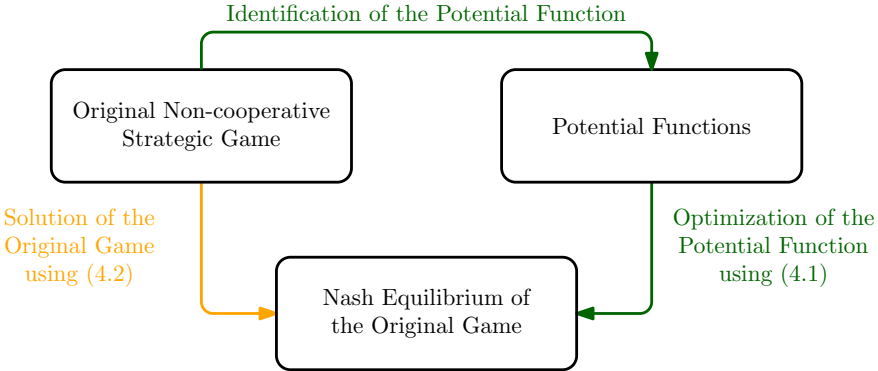 Identification of the Potential Function
Original Non-cooperative
Strategic Game
Potential Functions
Solution of the
Original Game
using (4.2)
Optimization of the
Potential Function
using (4.1)
Nash Equilibrium of
the Original Game